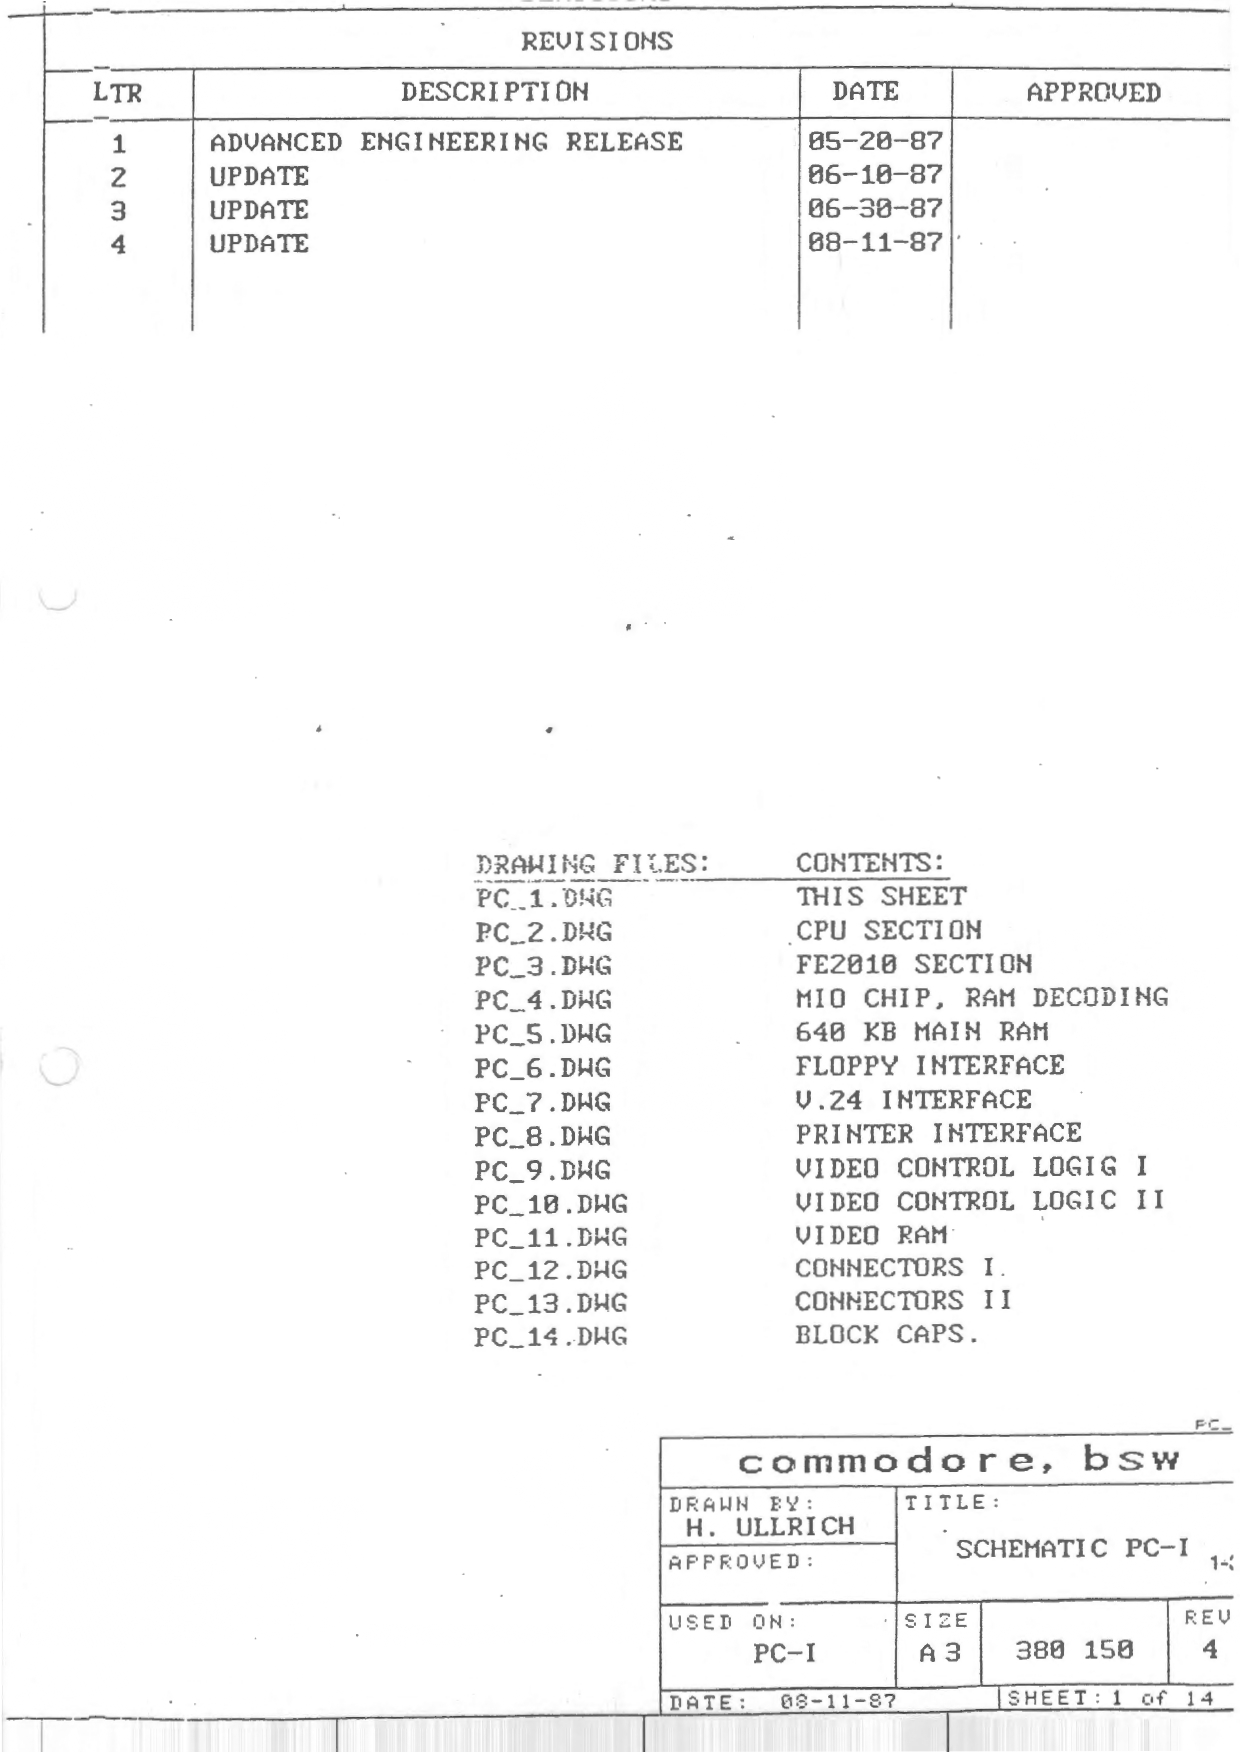 REVISIONS
LTR DESCRIPTION DATE APPROVED
1 ADVANCED ENGINEERING RELEASE 05-20-87
2 UPDATE 06-10-87
3 UPDATE 06-30-87
4 UPDATE 08-11-87
DRAWING FILES: CONTENTS:
PC_1.DWG THIS SHEET
PC_2.DWG CPU SECTION
PC_3.DWG FE2010 SECTION
PC_4.DWG MIO CHIP, RAM DECODING
PC_5.DWG 640 KB MAIN RAM
PC_6.DWG FLOPPY INTERFACE
PC_7.DWG V.24 INTERFACE
PC_8.DWG PRINTER INTERFACE
PC_9.DWG VIDEO CONTROL LOGIG I
PC_10.DWG VIDEO CONTROL LOGIC II
PC_11.DWG VIDEO RAM
PC_12.DWG CONNECTORS I
PC_13.DWG CONNECTORS II
PC_14.DWG BLOCK CAPS.
PC_
commodore, bsw
DRAWN BY: TITLE:
H. ULLRICH
SCHEMATIC PC-I
APPROVED:
USED ON: SIZE REV
PC-I A3 380 150 4
DATE: 08-11-87 SHEET: 1 of 14